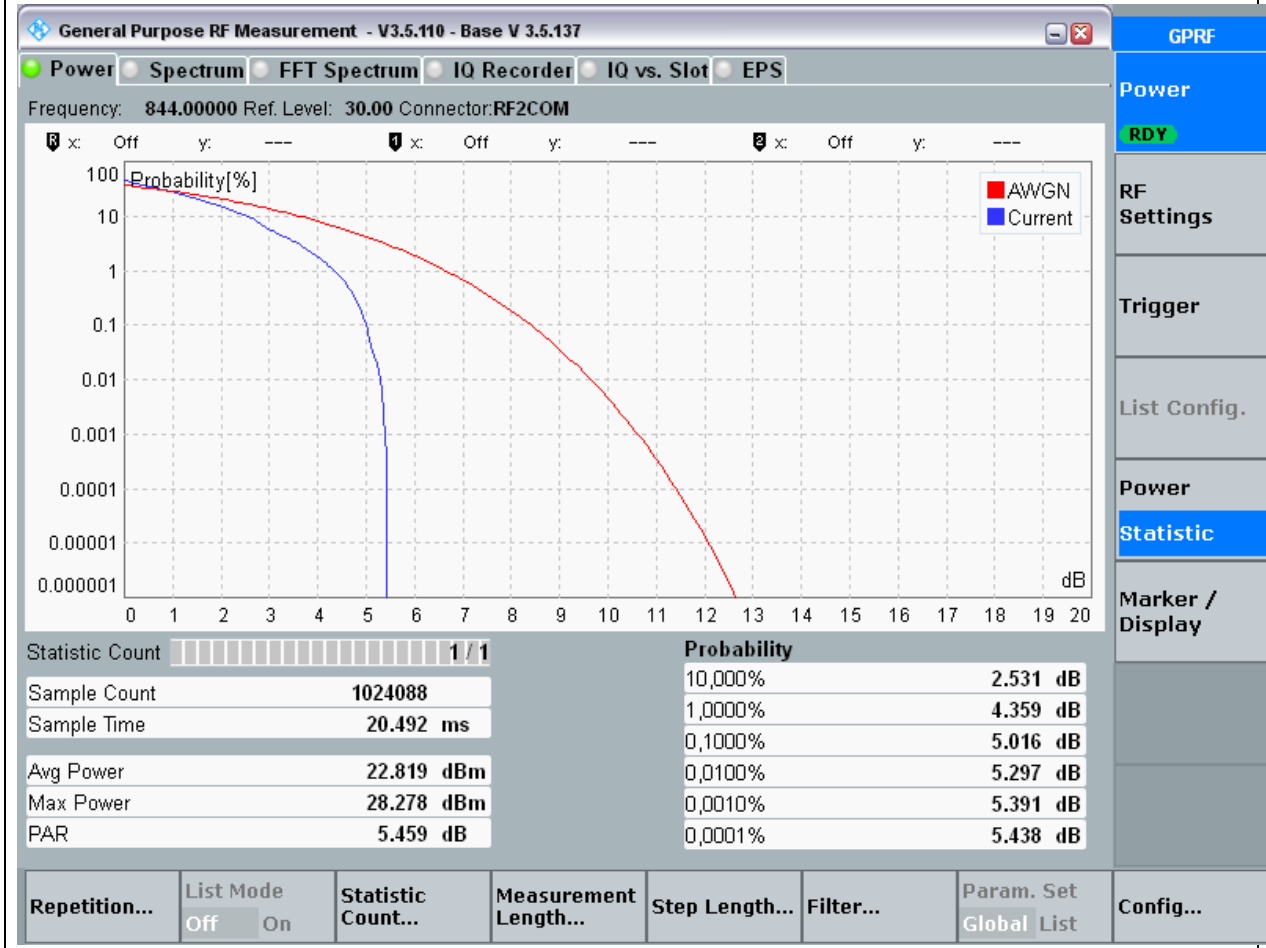 General Purpose RF Measurement - V3.5.110 - Base V 3.5.137
GPRF
Power Spectrum FFT Spectrum IQ Recorder IQ vs. Slot EPS
Frequency: 844.00000 Ref. Level: 30.00 Connector:RF2COM
R x: Off y: --- 1 x: Off y: --- 2 x: Off y: ---
Probability[%]
AWGN
Current
100
10
1
0.1
0.01
0.001
0.0001
0.00001
0.000001
dB
0 1 2 3 4 5 6 7 8 9 10 11 12 13 14 15 16 17 18 19 20
Statistic Count 1 / 1
Sample Count 1024088
Sample Time 20.492 ms
Avg Power 22.819 dBm
Max Power 28.278 dBm
PAR 5.459 dB
Probability
10,000% 2.531 dB
1,0000% 4.359 dB
0,1000% 5.016 dB
0,0100% 5.297 dB
0,0010% 5.391 dB
0,0001% 5.438 dB
Power
RDY
RF
Settings
Trigger
List Config.
Power
Statistic
Marker /
Display
Repetition...
List Mode
Off On
Statistic
Count...
Measurement
Length...
Step Length...
Filter...
Param. Set
Global List
Config...